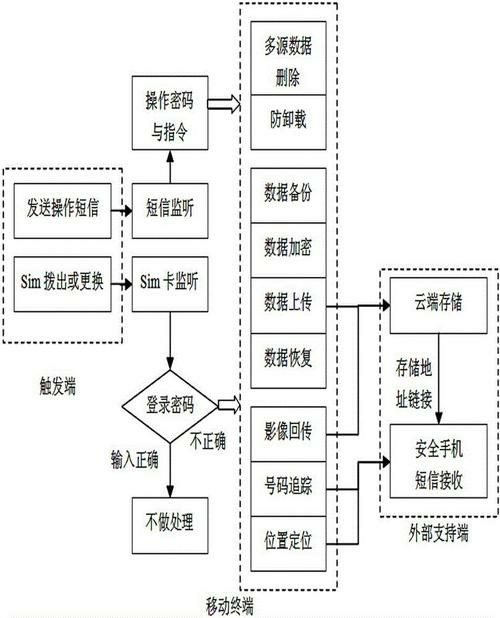 多源数据
删除
防卸载
操作密码
与指令
数据备份
数据加密
数据上传
数据恢复
发送操作短信
短信监听
Sim 拨出或更换
Sim 卡监听
触发端
登录密码
不正确
输入正确
不做处理
影像回传
号码追踪
位置定位
移动终端
云端存储
存储地
址链接
安全手机
短信接收
外部支持端